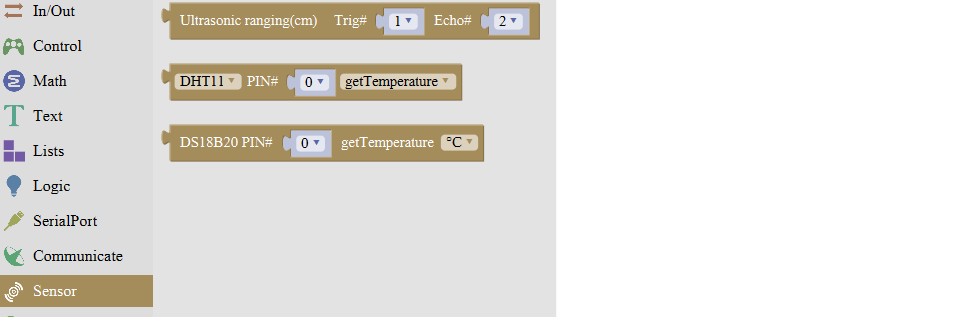 In/Out
Control
Math
Text
Lists
Logic
SerialPort
Communicate
Sensor
Ultrasonic ranging(cm) Trig# 1 Echo# 2
DHT11 PIN# 0 getTemperature
DS18B20 PIN# 0 getTemperature °C